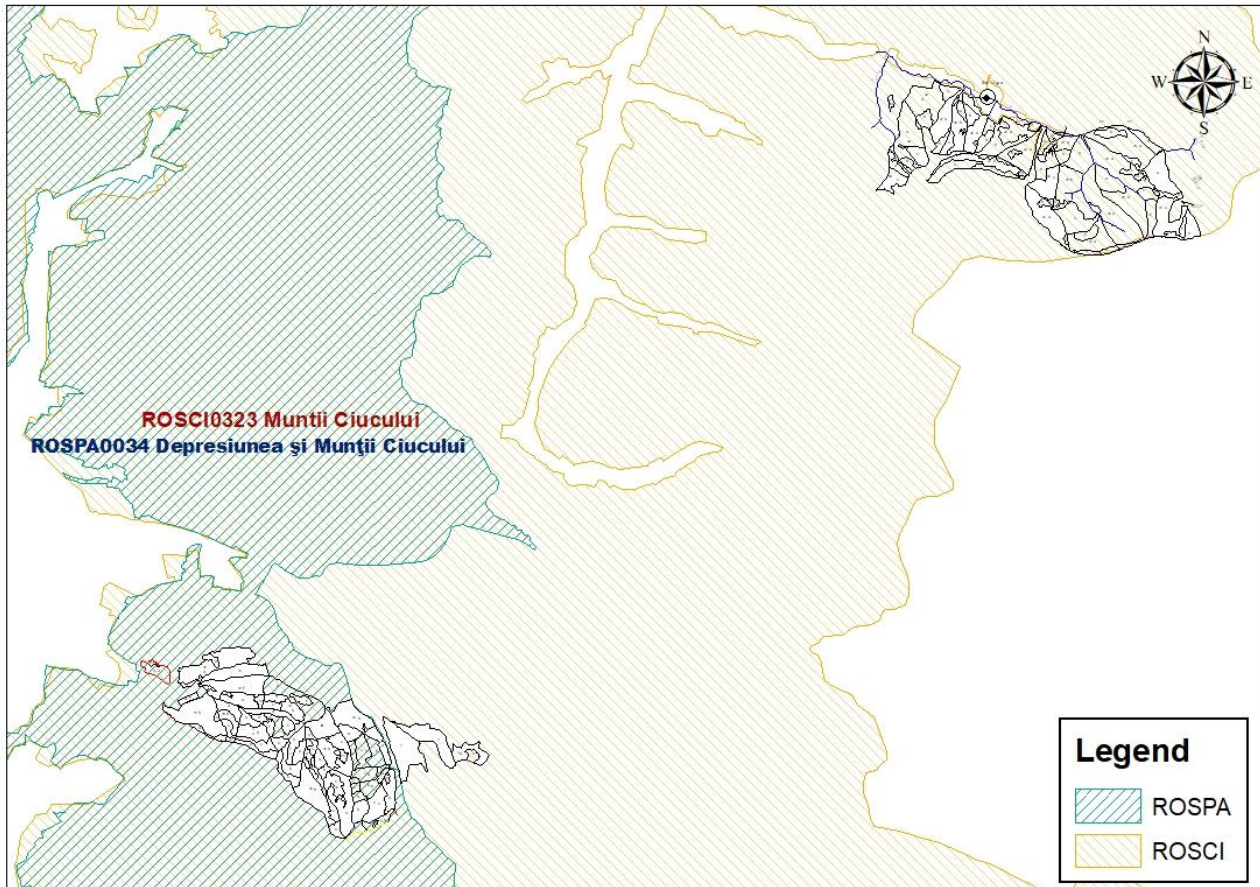 N
W E
S
ROSCI0323 Muntii Ciucului
ROSPA0034 Depresiunea şi Munţii Ciucului
Legend
ROSPA
ROSCI